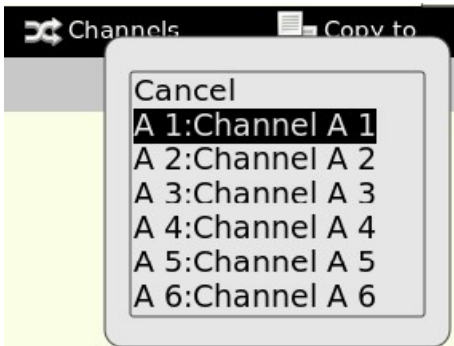 Channels Copy to
Cancel
A 1:Channel A 1
A 2:Channel A 2
A 3:Channel A 3
A 4:Channel A 4
A 5:Channel A 5
A 6:Channel A 6